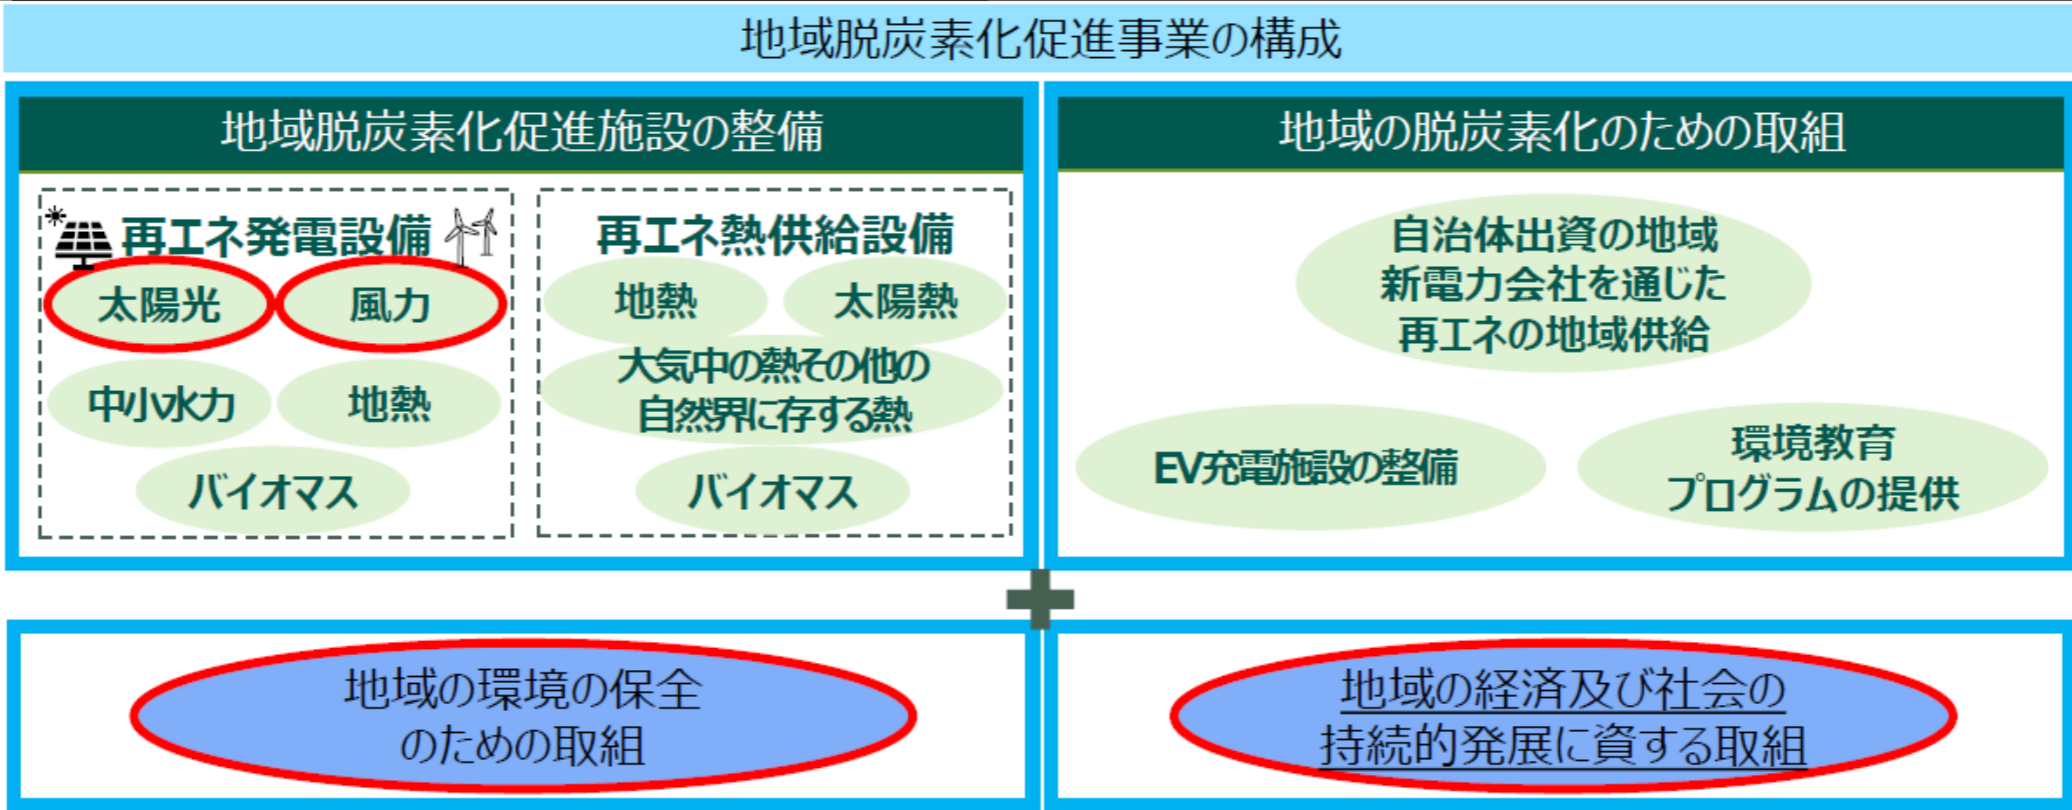 地域脱炭素化促進事業の構成
地域脱炭素化促進施設の整備
再エネ発電設備
太陽光
風力
中小水力
地熱
バイオマス
再エネ熱供給設備
地熱
太陽熱
大気中の熱その他の
自然界に存する熱
バイオマス
地域の脱炭素化のための取組
自治体出資の地域
新電力会社を通じた
再エネの地域供給
EV充電施設の整備
環境教育
プログラムの提供
地域の環境の保全
のための取組
地域の経済及び社会の
持続的発展に資する取組